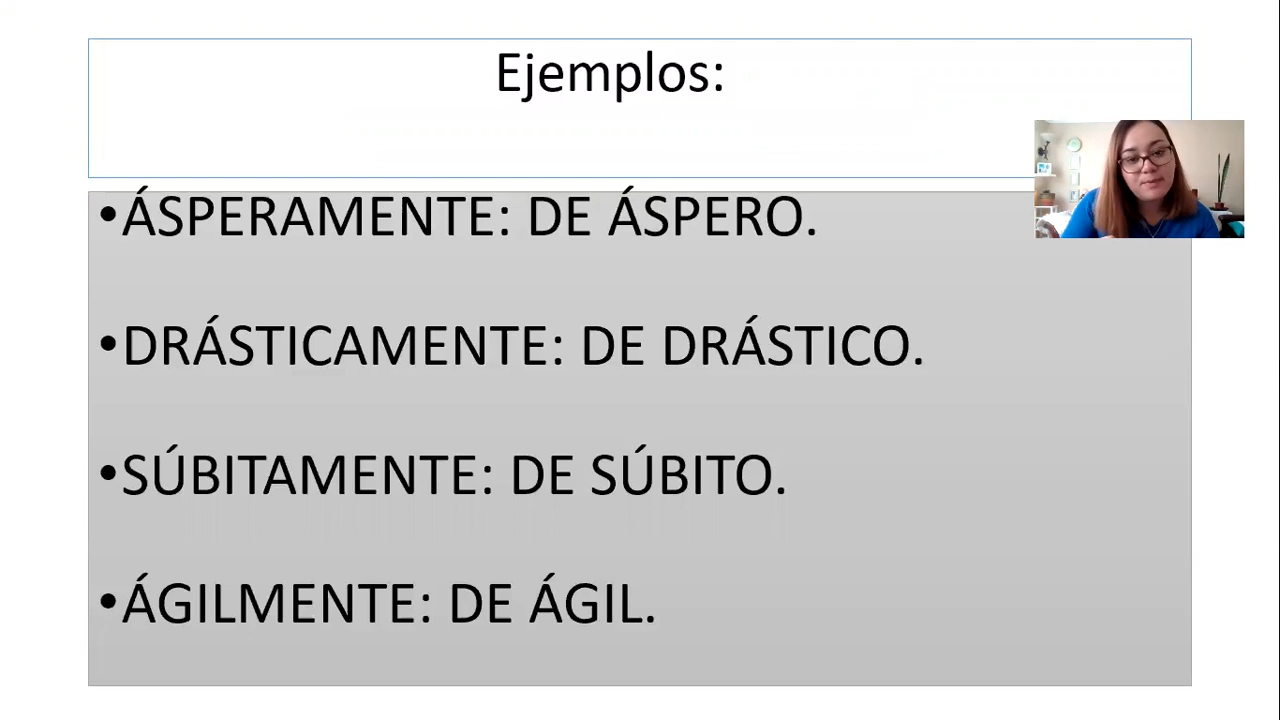 Ejemplos:
•ÁSPERAMENTE: DE ÁSPERO.
•DRÁSTICAMENTE: DE DRÁSTICO.
•SÚBITAMENTE: DE SÚBITO.
•ÁGILMENTE: DE ÁGIL.